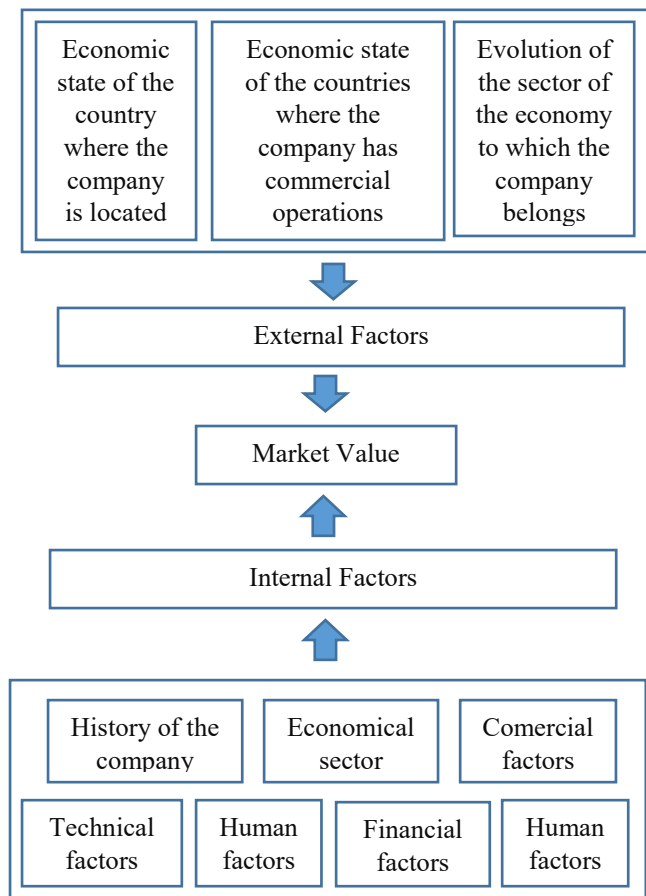 Economic
state of the
country
where the
company
is located
Economic state
of the countries
where the
company has
commercial
operations
Evolution of
the sector of
the economy
to which the
company
belongs
External Factors
Market Value
Internal Factors
History of the
company
Economical
sector
Comercial
factors
Technical
factors
Human
factors
Financial
factors
Human
factors